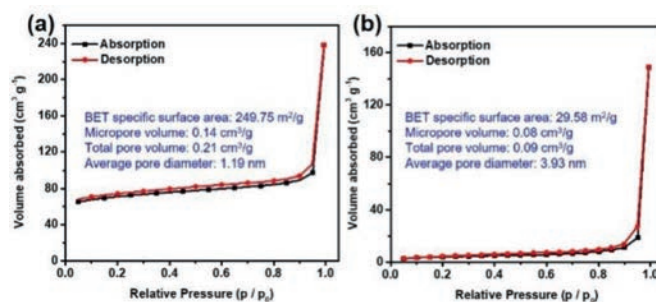 (a)
Absorption
Desorption
BET specific surface area: 249.75 m²/g
Micropore volume: 0.14 cm³/g
Total pore volume: 0.21 cm³/g
Average pore diameter: 1.19 nm
Volume absorbed (cm³ g⁻¹)
240
200
160
120
80
40
0
0.0 0.2 0.4 0.6 0.8 1.0
Relative Pressure (p / p₀)
(b)
Absorption
Desorption
BET specific surface area: 29.58 m²/g
Micropore volume: 0.08 cm³/g
Total pore volume: 0.09 cm³/g
Average pore diameter: 3.93 nm
Volume absorbed (cm³ g⁻¹)
160
120
80
40
0
0.0 0.2 0.4 0.6 0.8 1.0
Relative Pressure (p / p₀)